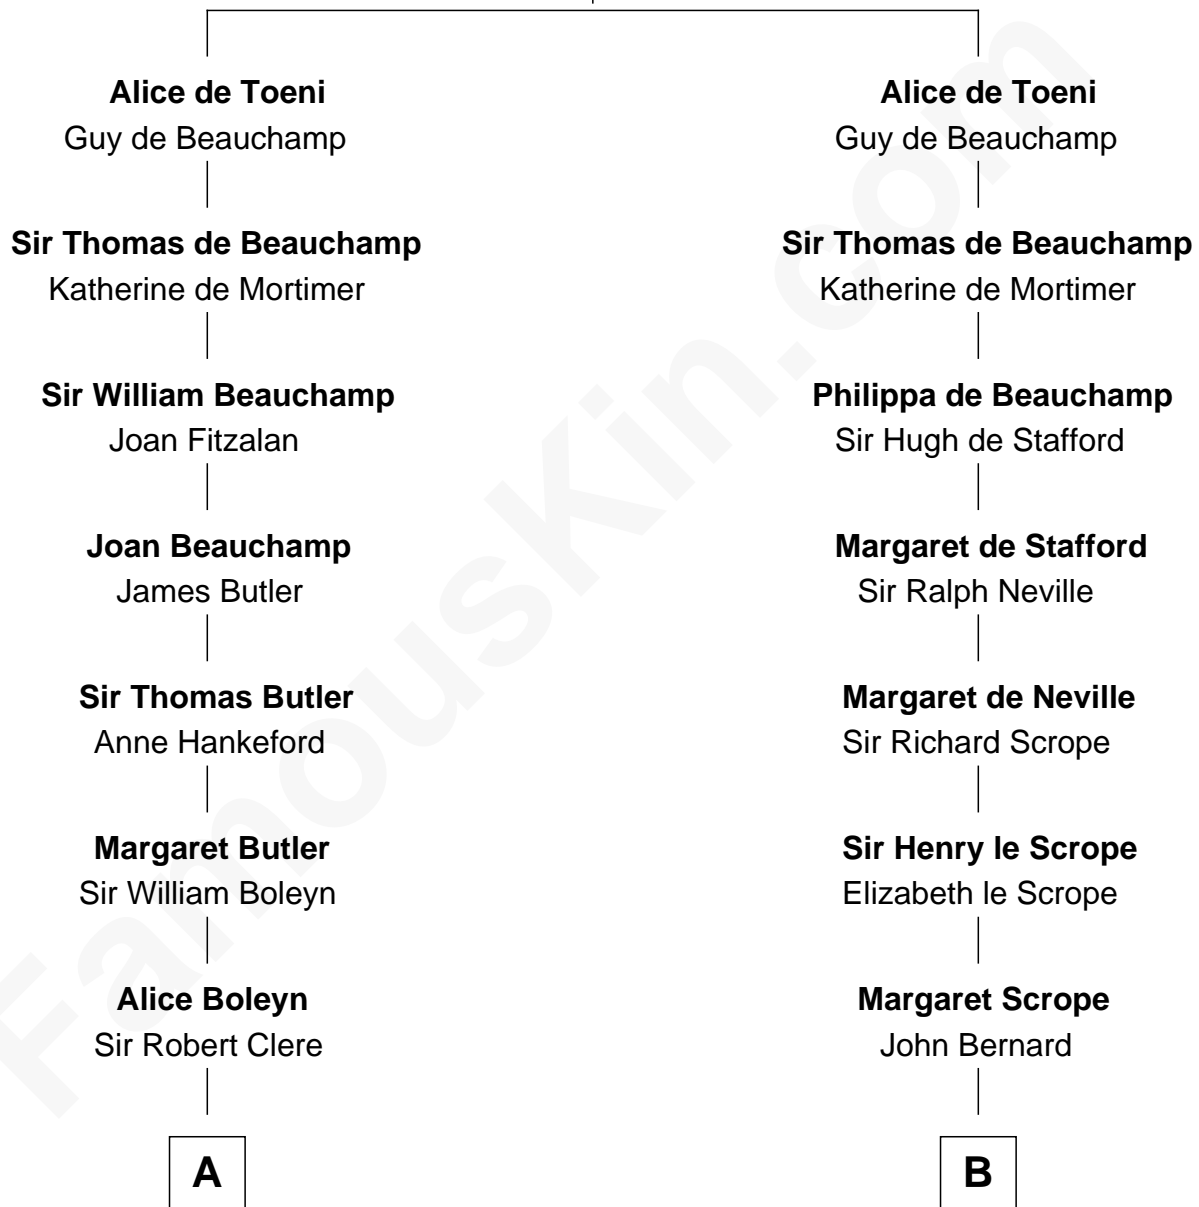 Alice de Toeni
Guy de Beauchamp
Sir Thomas de Beauchamp
Katherine de Mortimer
Sir William Beauchamp
Joan Fitzalan
Joan Beauchamp
James Butler
Sir Thomas Butler
Anne Hankeford
Margaret Butler
Sir William Boleyn
Alice Boleyn
Sir Robert Clere
A
Alice de Toeni
Guy de Beauchamp
Sir Thomas de Beauchamp
Katherine de Mortimer
Philippa de Beauchamp
Sir Hugh de Stafford
Margaret de Stafford
Sir Ralph Neville
Margaret de Neville
Sir Richard Scrope
Sir Henry le Scrope
Elizabeth le Scrope
Margaret Scrope
John Bernard
B
FamousKin.com